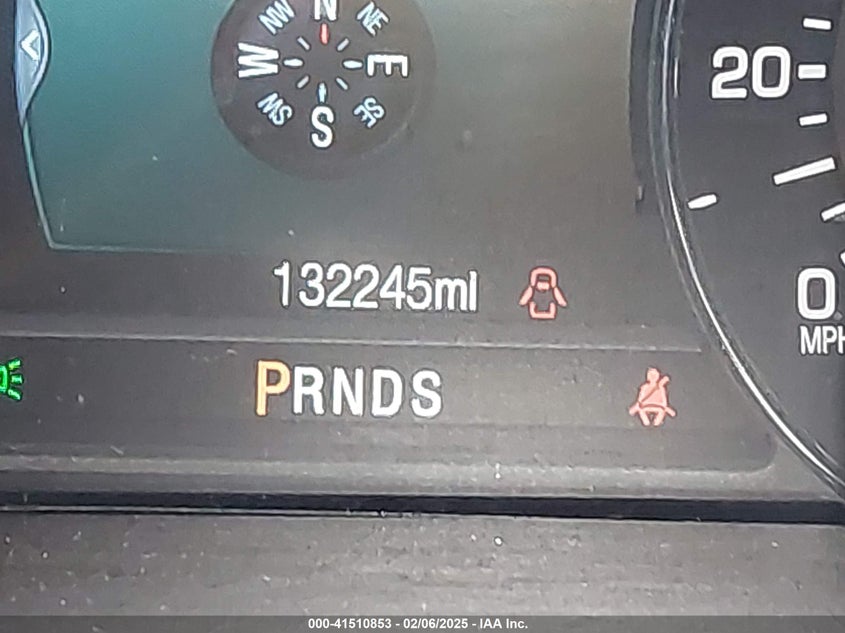 N
NW NE
W E
SW SE
S
20
132245mi
0
MPH
PRNDS
000-41510853 - 02/06/2025 - IAA Inc.